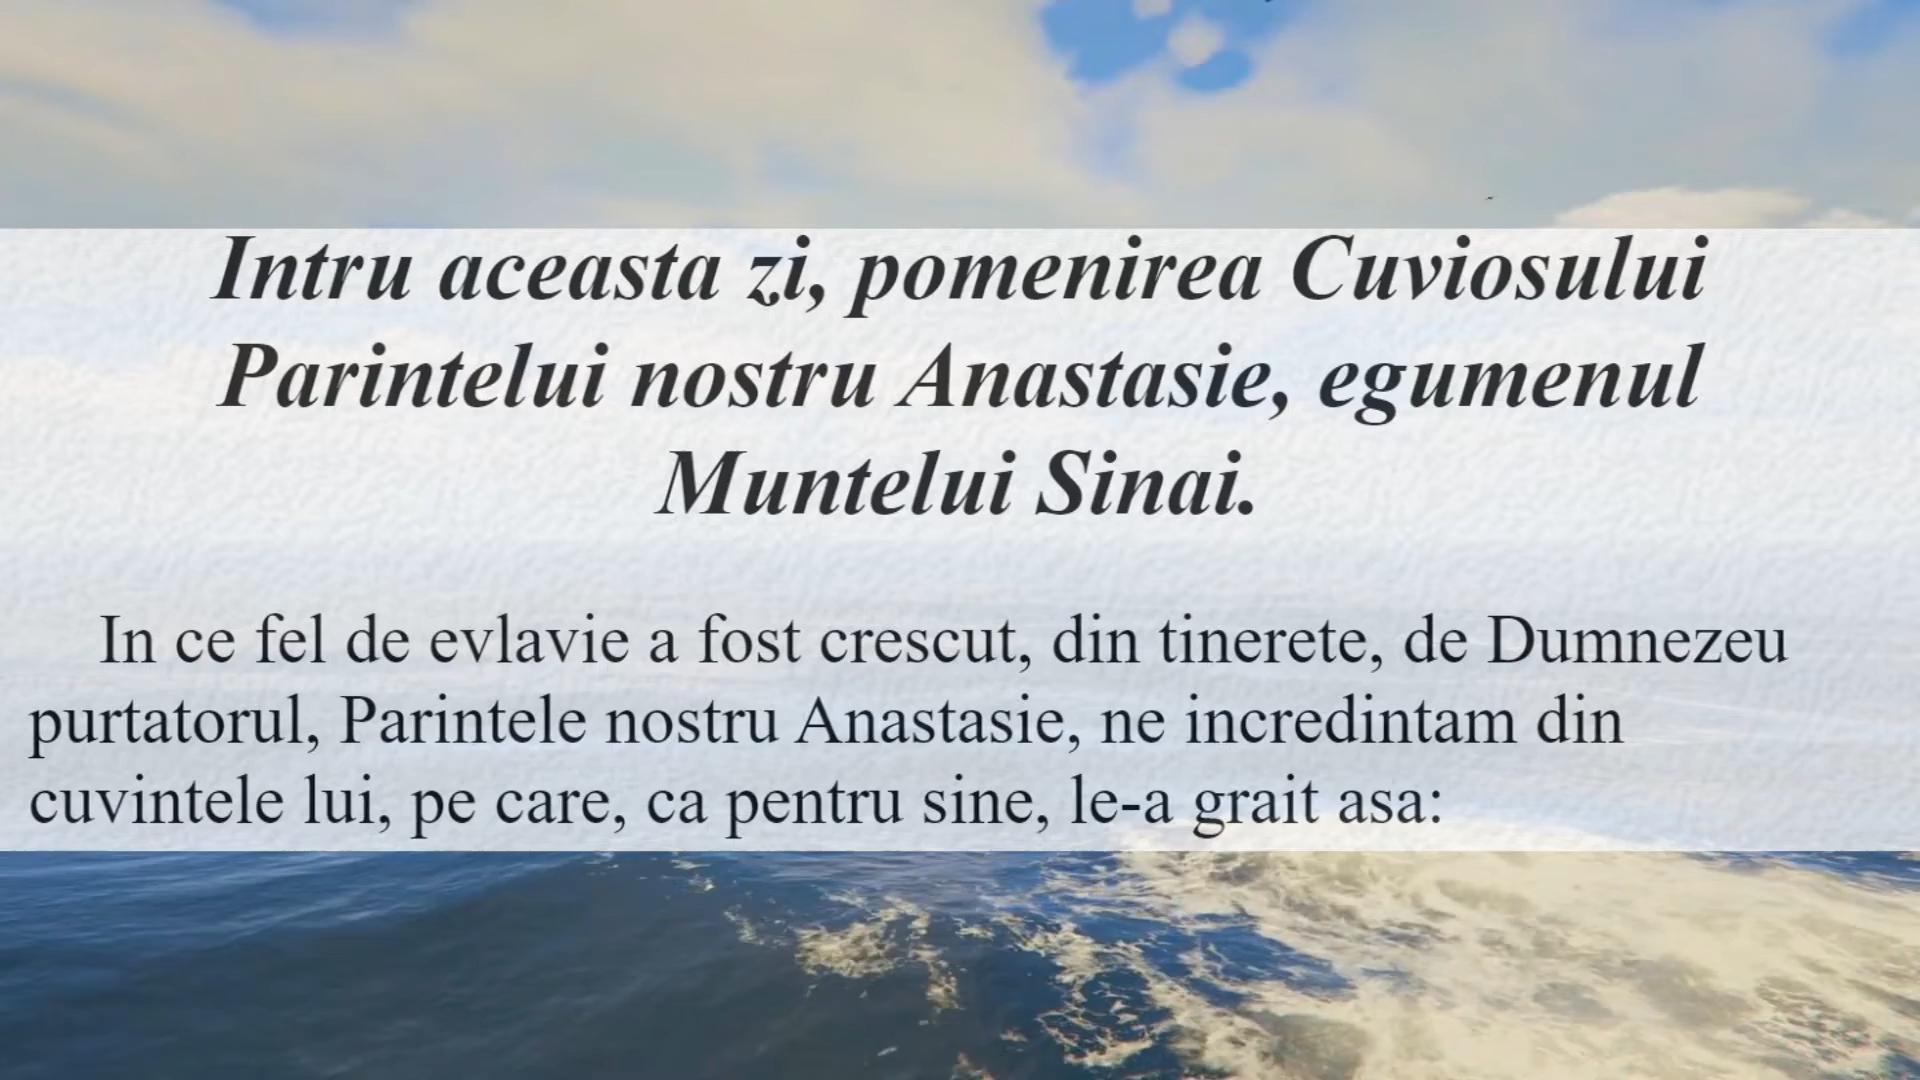 Intru aceasta zi, pomenirea Cuviosului
Parintelui nostru Anastasie, egumenul
Muntelui Sinai.
In ce fel de evlavie a fost crescut, din tinerete, de Dumnezeu
purtatorul, Parintele nostru Anastasie, ne incredintam din
cuvintele lui, pe care, ca pentru sine, le-a grait asa: